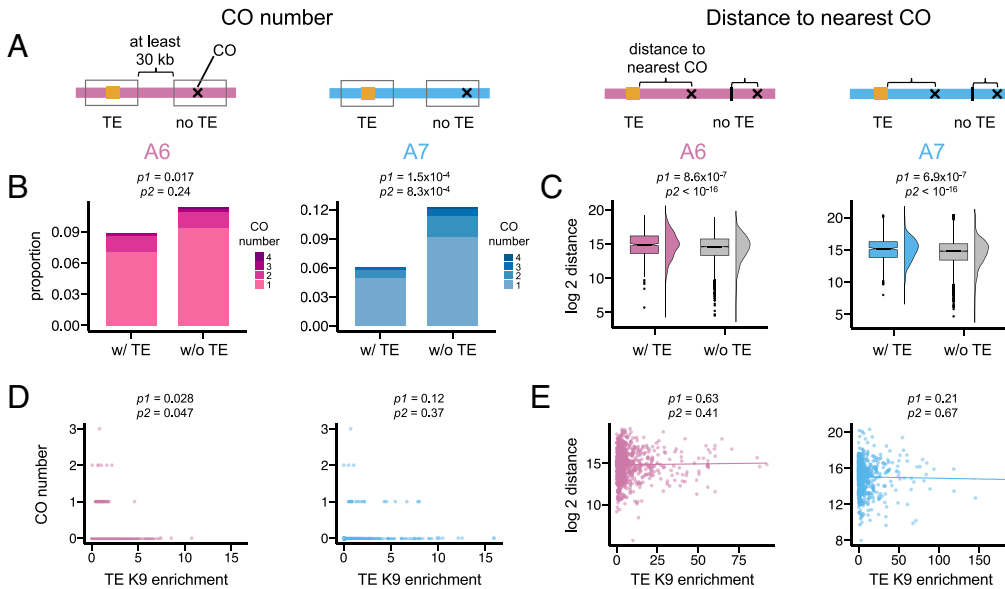 CO number
Distance to nearest CO
A
at least
30 kb
CO
TE
no TE
TE
no TE
distance to
nearest CO
TE
no TE
TE
no TE
A6
A7
A6
A7
B
p1 = 0.017
p2 = 0.24
proportion
0.09
0.06
0.03
0.00
w/ TE
w/o TE
CO
number
4
3
2
1
p1 = 1.5x10-4
p2 = 8.3x10-4
0.12
0.09
0.06
0.03
0.00
w/ TE
w/o TE
CO
number
4
3
2
1
C
p1 = 8.6x10-7
p2 < 10-16
log 2 distance
20
15
10
5
w/ TE
w/o TE
p1 = 6.9x10-7
p2 < 10-16
20
15
10
5
w/ TE
w/o TE
D
p1 = 0.028
p2 = 0.047
CO number
3
2
1
0
0
5
10
15
TE K9 enrichment
p1 = 0.12
p2 = 0.37
3
2
1
0
0
5
10
15
TE K9 enrichment
E
p1 = 0.63
p2 = 0.41
log 2 distance
15
10
0
25
50
75
TE K9 enrichment
p1 = 0.21
p2 = 0.67
20
16
12
8
0
50
100
150
TE K9 enrichment